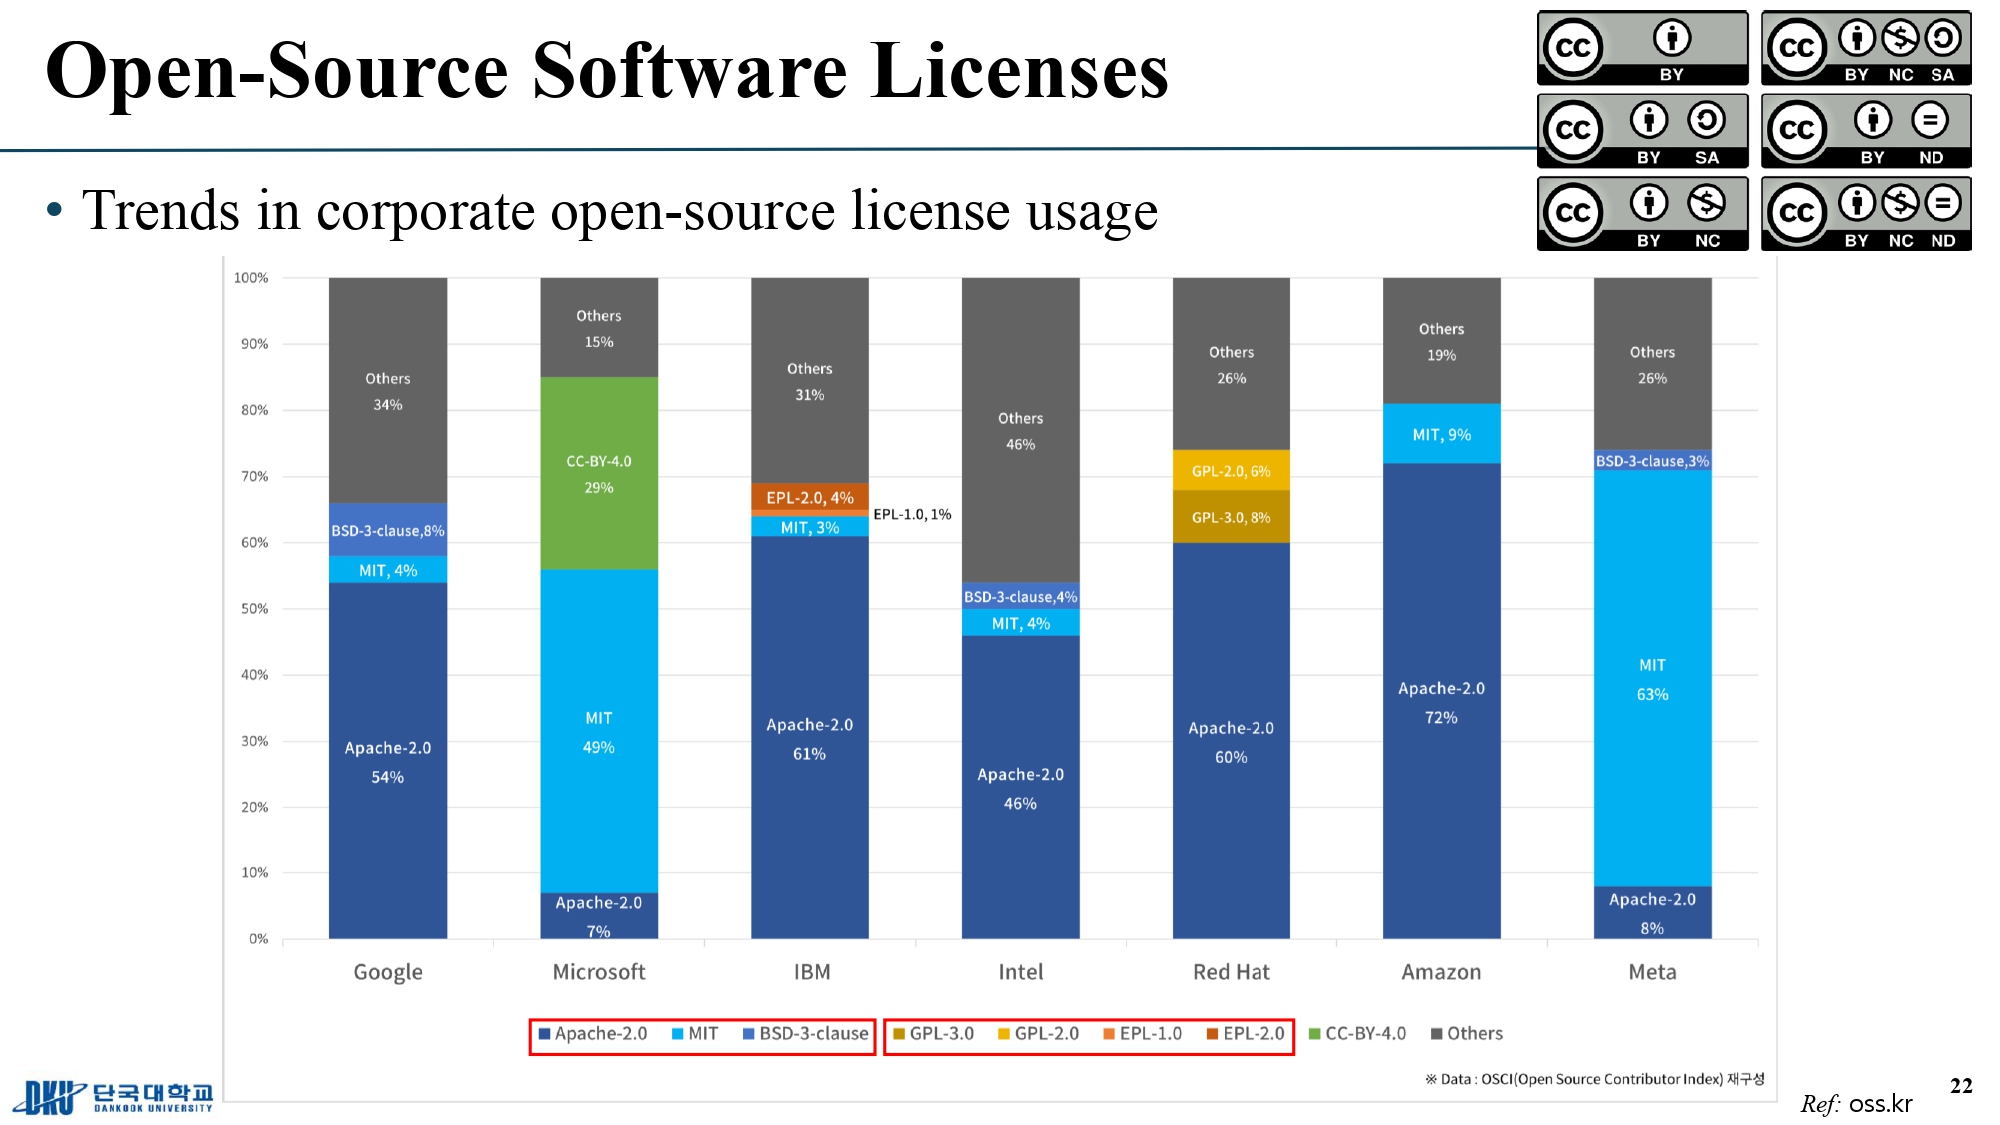 Open-Source Software Licenses
CC BY
CC BY NC SA
CC BY SA
CC BY ND
CC BY NC
CC BY NC ND
• Trends in corporate open-source license usage
100%
90%
80%
70%
60%
50%
40%
30%
20%
10%
0%
Others
34%
BSD-3-clause,8%
MIT, 4%
Apache-2.0
54%
Others
15%
CC-BY-4.0
29%
MIT
49%
Apache-2.0
7%
Others
31%
EPL-2.0, 4%
EPL-1.0, 1%
MIT, 3%
Apache-2.0
61%
Others
46%
BSD-3-clause,4%
MIT, 4%
Apache-2.0
46%
Others
26%
GPL-2.0, 6%
GPL-3.0, 8%
Apache-2.0
60%
Others
19%
MIT, 9%
Apache-2.0
72%
Others
26%
BSD-3-clause,3%
MIT
63%
Apache-2.0
8%
Google Microsoft IBM Intel Red Hat Amazon Meta
Apache-2.0 MIT BSD-3-clause GPL-3.0 GPL-2.0 EPL-1.0 EPL-2.0 CC-BY-4.0 Others
※ Data : OSCI(Open Source Contributor Index) 재구성
DKU 단국대학교
DANKOOK UNIVERSITY
Ref: oss.kr
22